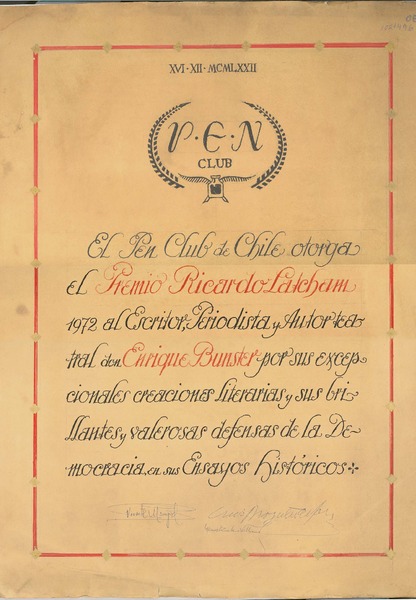 XVI·XII·MCMLXXII
P·E·N
CLUB
El Pen Club de Chile otorga
el Premio Ricardo Latcham
1972 al Escritor, Periodista y Autor tea
tral don Enrique Bunster por sus excep
cionales creaciones literarias y sus bri
llantes y valerosas defensas de la De
mocracia, en sus Ensayos históricos